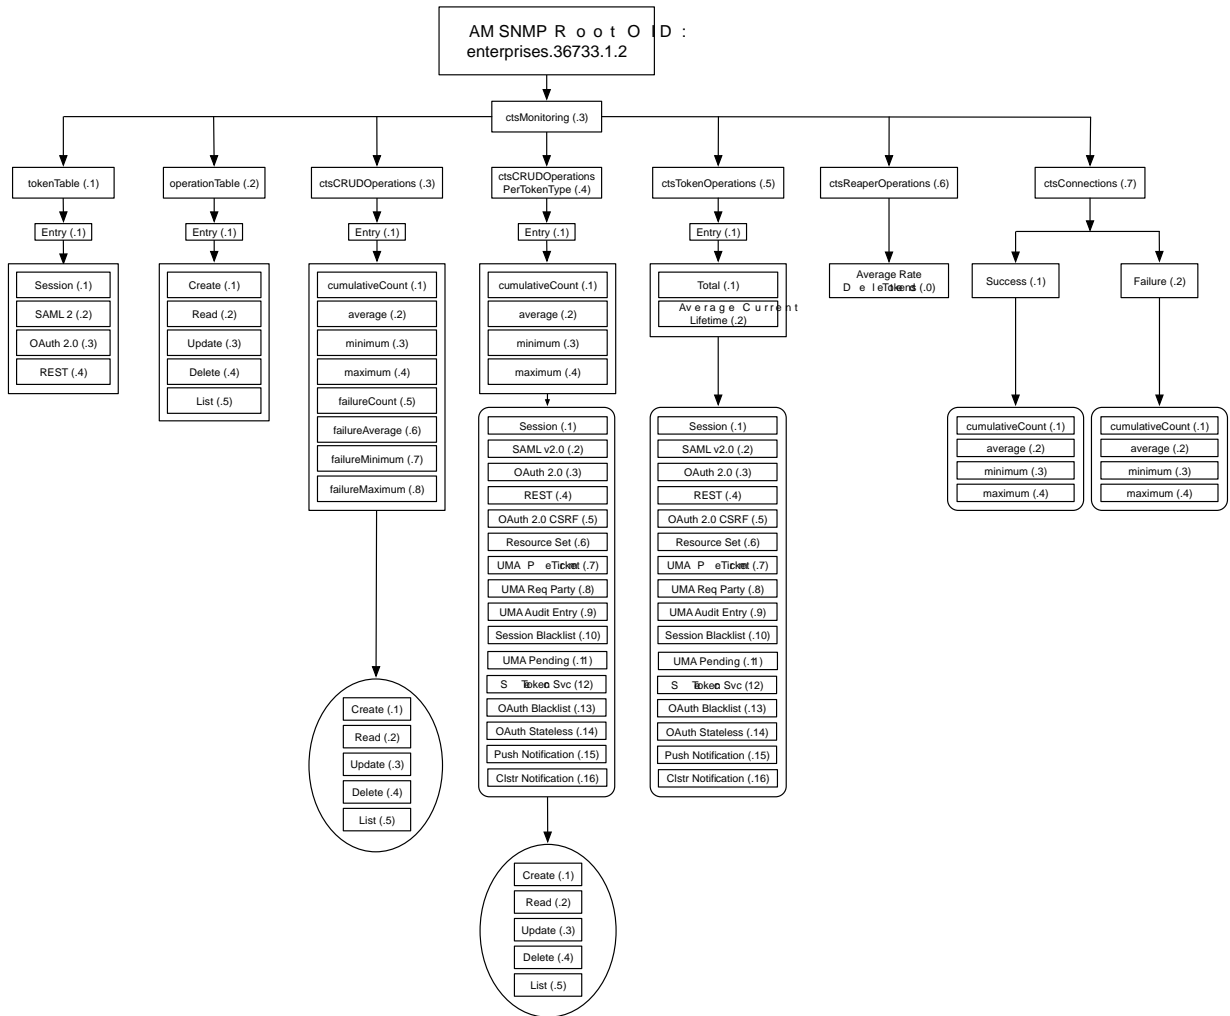 AM SNMP Root OID:
enterprises.36733.1.2
ctsMonitoring (.3)
tokenTable (.1)
operationTable (.2)
ctsCRUDOperations (.3)
ctsCRUDOperations
PerTokenType (.4)
ctsTokenOperations (.5)
ctsReaperOperations (.6)
ctsConnections (.7)
Entry (.1)
Entry (.1)
Entry (.1)
Entry (.1)
Entry (.1)
Session (.1)
SAML 2 (.2)
OAuth 2.0 (.3)
REST (.4)
Create (.1)
Read (.2)
Update (.3)
Delete (.4)
List (.5)
cumulativeCount (.1)
average (.2)
minimum (.3)
maximum (.4)
failureCount (.5)
failureAverage (.6)
failureMinimum (.7)
failureMaximum (.8)
Create (.1)
Read (.2)
Update (.3)
Delete (.4)
List (.5)
cumulativeCount (.1)
average (.2)
minimum (.3)
maximum (.4)
Session (.1)
SAML v2.0 (.2)
OAuth 2.0 (.3)
REST (.4)
OAuth 2.0 CSRF (.5)
Resource Set (.6)
UMA Ticket (.7)
UMA Req Party (.8)
UMA Audit Entry (.9)
Session Blacklist (.10)
UMA Pending (.11)
Token Svc (12)
OAuth Blacklist (.13)
OAuth Stateless (.14)
Push Notification (.15)
Clstr Notification (.16)
Create (.1)
Read (.2)
Update (.3)
Delete (.4)
List (.5)
Total (.1)
Average Current
Lifetime (.2)
Session (.1)
SAML v2.0 (.2)
OAuth 2.0 (.3)
REST (.4)
OAuth 2.0 CSRF (.5)
Resource Set (.6)
UMA Ticket (.7)
UMA Req Party (.8)
UMA Audit Entry (.9)
Session Blacklist (.10)
UMA Pending (.11)
Token Svc (12)
OAuth Blacklist (.13)
OAuth Stateless (.14)
Push Notification (.15)
Clstr Notification (.16)
Average Rate
Deleted Tokens (.0)
Success (.1)
Failure (.2)
cumulativeCount (.1)
average (.2)
minimum (.3)
maximum (.4)
cumulativeCount (.1)
average (.2)
minimum (.3)
maximum (.4)